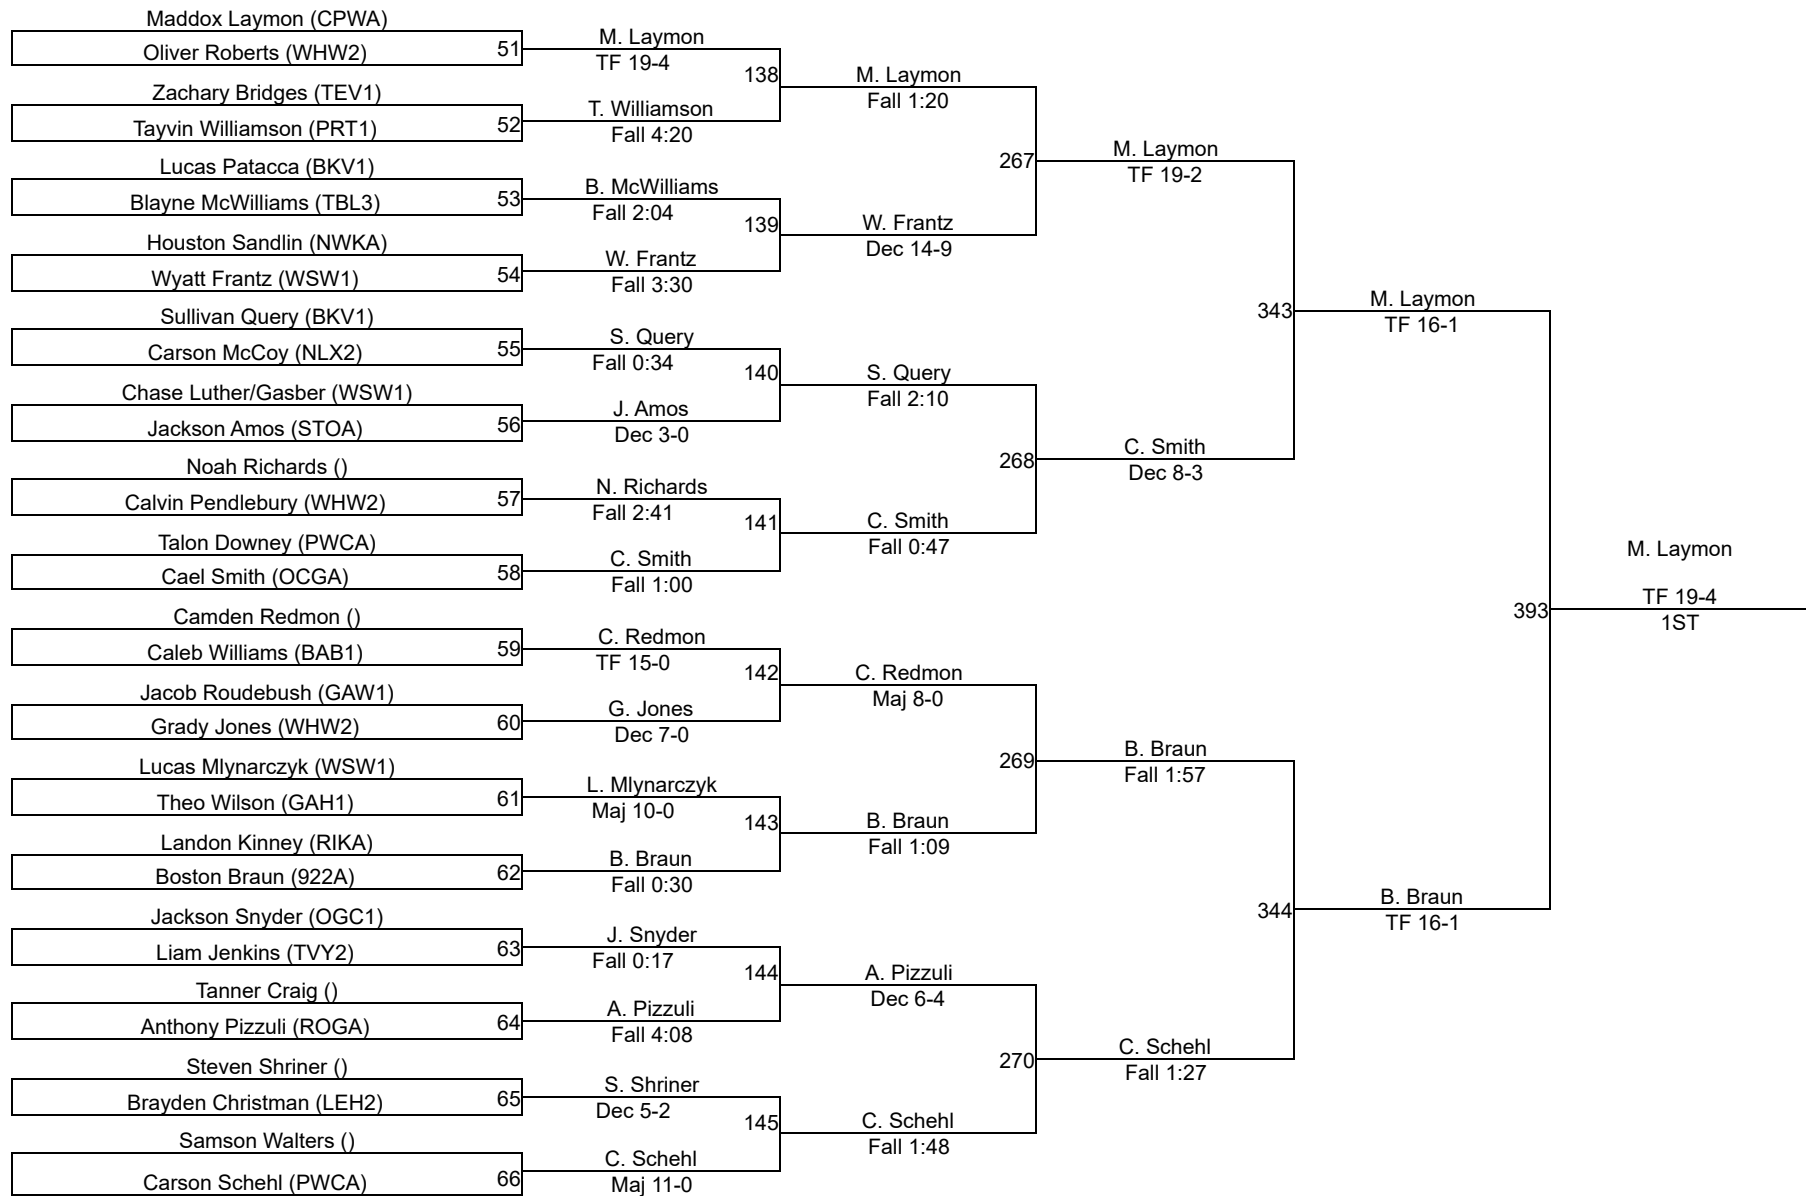 Maddox Laymon (CPWA)
Oliver Roberts (WHW2)
51
Zachary Bridges (TEV1)
Tayvin Williamson (PRT1)
52
Lucas Patacca (BKV1)
Blayne McWilliams (TBL3)
53
Houston Sandlin (NWKA)
Wyatt Frantz (WSW1)
54
Sullivan Query (BKV1)
Carson McCoy (NLX2)
55
Chase Luther/Gasber (WSW1)
Jackson Amos (STOA)
56
Noah Richards ()
Calvin Pendlebury (WHW2)
57
Talon Downey (PWCA)
Cael Smith (OCGA)
58
Camden Redmon ()
Caleb Williams (BAB1)
59
Jacob Roudebush (GAW1)
Grady Jones (WHW2)
60
Lucas Mlynarczyk (WSW1)
Theo Wilson (GAH1)
61
Landon Kinney (RIKA)
Boston Braun (922A)
62
Jackson Snyder (OGC1)
Liam Jenkins (TVY2)
63
Tanner Craig ()
Anthony Pizzuli (ROGA)
64
Steven Shriner ()
Brayden Christman (LEH2)
65
Samson Walters ()
Carson Schehl (PWCA)
66
M. Laymon
TF 19-4
138
T. Williamson
Fall 4:20
B. McWilliams
Fall 2:04
139
W. Frantz
Fall 3:30
S. Query
Fall 0:34
140
J. Amos
Dec 3-0
N. Richards
Fall 2:41
141
C. Smith
Fall 1:00
C. Redmon
TF 15-0
142
G. Jones
Dec 7-0
L. Mlynarczyk
Maj 10-0
143
B. Braun
Fall 0:30
J. Snyder
Fall 0:17
144
A. Pizzuli
Fall 4:08
S. Shriner
Dec 5-2
145
C. Schehl
Maj 11-0
M. Laymon
Fall 1:20
267
W. Frantz
Dec 14-9
S. Query
Fall 2:10
268
C. Smith
Fall 0:47
C. Redmon
Maj 8-0
269
B. Braun
Fall 1:09
A. Pizzuli
Dec 6-4
270
C. Schehl
Fall 1:48
M. Laymon
TF 19-2
343
C. Smith
Dec 8-3
B. Braun
Fall 1:57
344
C. Schehl
Fall 1:27
M. Laymon
TF 16-1
393
B. Braun
TF 16-1
M. Laymon
TF 19-4
1ST